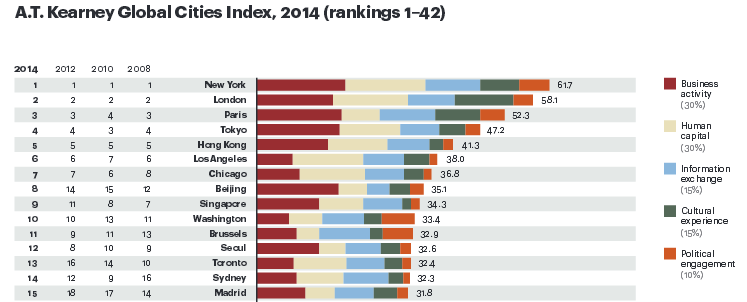 A.T. Kearney Global Cities Index, 2014 (rankings 1–42)
2014 2012 2010 2008
1 1 1 1 New York 61.7
2 2 2 2 London 58.1
3 3 4 3 Paris 52.3
4 4 3 4 Tokyo 47.2
5 5 5 5 Hong Kong 41.3
6 6 7 6 Los Angeles 38.0
7 7 6 8 Chicago 36.8
8 14 15 12 Beijing 35.1
9 11 8 7 Singapore 34.3
10 10 13 11 Washington 33.4
11 9 11 13 Brussels 32.9
12 8 10 9 Seoul 32.6
13 16 14 10 Toronto 32.4
14 12 9 16 Sydney 32.3
15 18 17 14 Madrid 31.8
Business
activity
(30%)
Human
capital
(30%)
Information
exchange
(15%)
Cultural
experience
(15%)
Political
engagement
(10%)